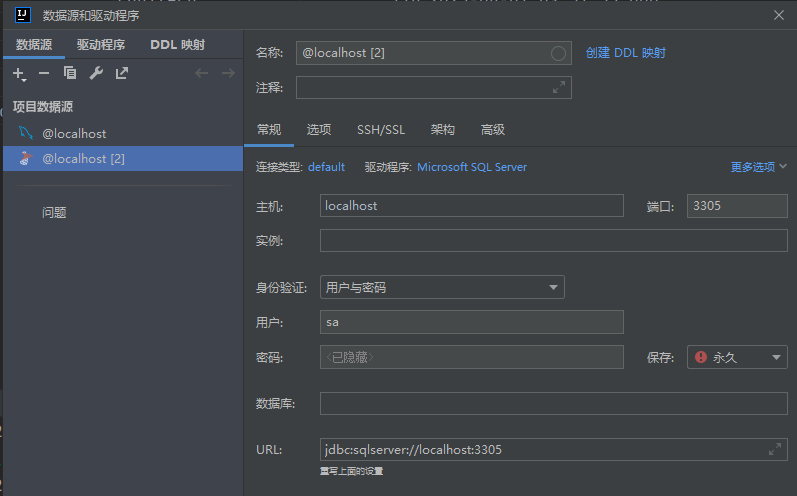 数据源和驱动程序
数据源 驱动程序 DDL 映射
名称: @localhost [2] 创建 DDL 映射
注释:
项目数据源
@localhost
@localhost [2]
问题
常规 选项 SSH/SSL 架构 高级
连接类型: default 驱动程序: Microsoft SQL Server 更多选项
主机: localhost 端口: 3305
实例:
身份验证: 用户与密码
用户: sa
密码: <已隐藏> 保存: 永久
数据库:
URL: jdbc:sqlserver://localhost:3305
重写上面的设置